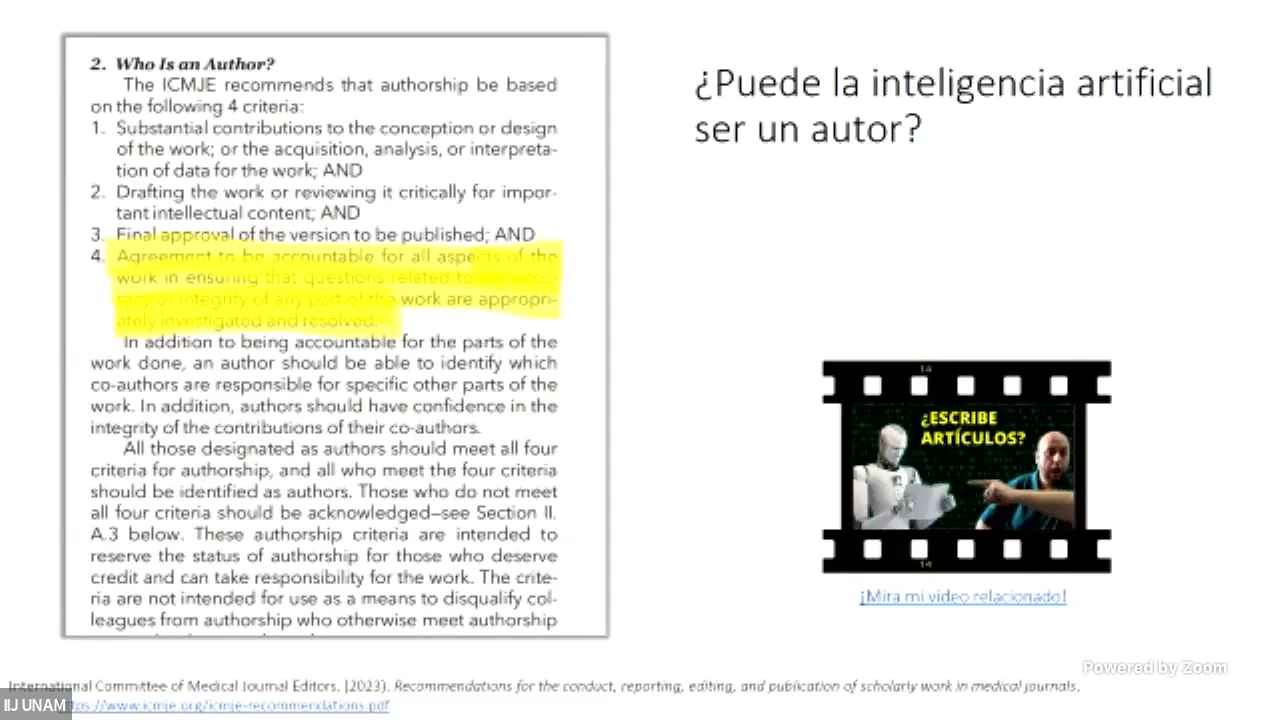 2. Who Is an Author?
The ICMJE recommends that authorship be based
on the following 4 criteria:
1. Substantial contributions to the conception or design
of the work; or the acquisition, analysis, or interpreta-
tion of data for the work; AND
2. Drafting the work or reviewing it critically for impor-
tant intellectual content; AND
3. Final approval of the version to be published; AND
4. Agreement to be accountable for all aspects of the
work in ensuring that questions related to
racy or integrity of any part of the work are appropri-
ately investigated and resolved.
In addition to being accountable for the parts of the
work done, an author should be able to identify which
co-authors are responsible for specific other parts of the
work. In addition, authors should have confidence in the
integrity of the contributions of their co-authors.
All those designated as authors should meet all four
criteria for authorship, and all who meet the four criteria
should be identified as authors. Those who do not meet
all four criteria should be acknowledged—see Section II.
A.3 below. These authorship criteria are intended to
reserve the status of authorship for those who deserve
credit and can take responsibility for the work. The crite-
ria are not intended for use as a means to disqualify col-
leagues from authorship who otherwise meet authorship
¿Puede la inteligencia artificial
ser un autor?
14
¿ESCRIBE
ARTÍCULOS?
14
¡Mira mi video relacionado!
Powered by Zoom
International Committee of Medical Journal Editors. (2023). Recommendations for the conduct, reporting, editing, and publication of scholarly work in medical journals.
IIJ UNAM
ps://www.icmje.org/icmje-recommendations.pdf